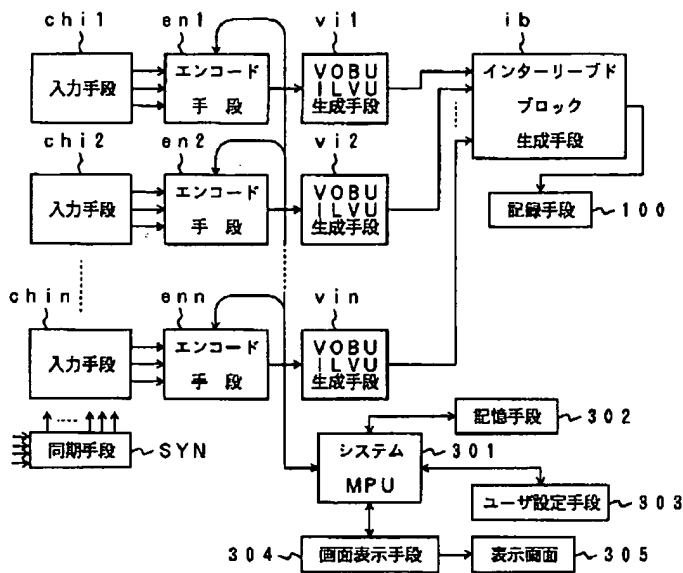 chi1 en1 vi1 ib
入力手段
エンコード
手段
VOBU
ILVU
生成手段
インターリーブド
ブロック
生成手段
chi2 en2 vi2
入力手段
エンコード
手段
VOBU
ILVU
生成手段
記録手段 100
chin enn vin
入力手段
エンコード
手段
VOBU
ILVU
生成手段
同期手段 SYN
記憶手段 302
システム
MPU
301
ユーザ設定手段 303
304 画面表示手段 表示画面 305